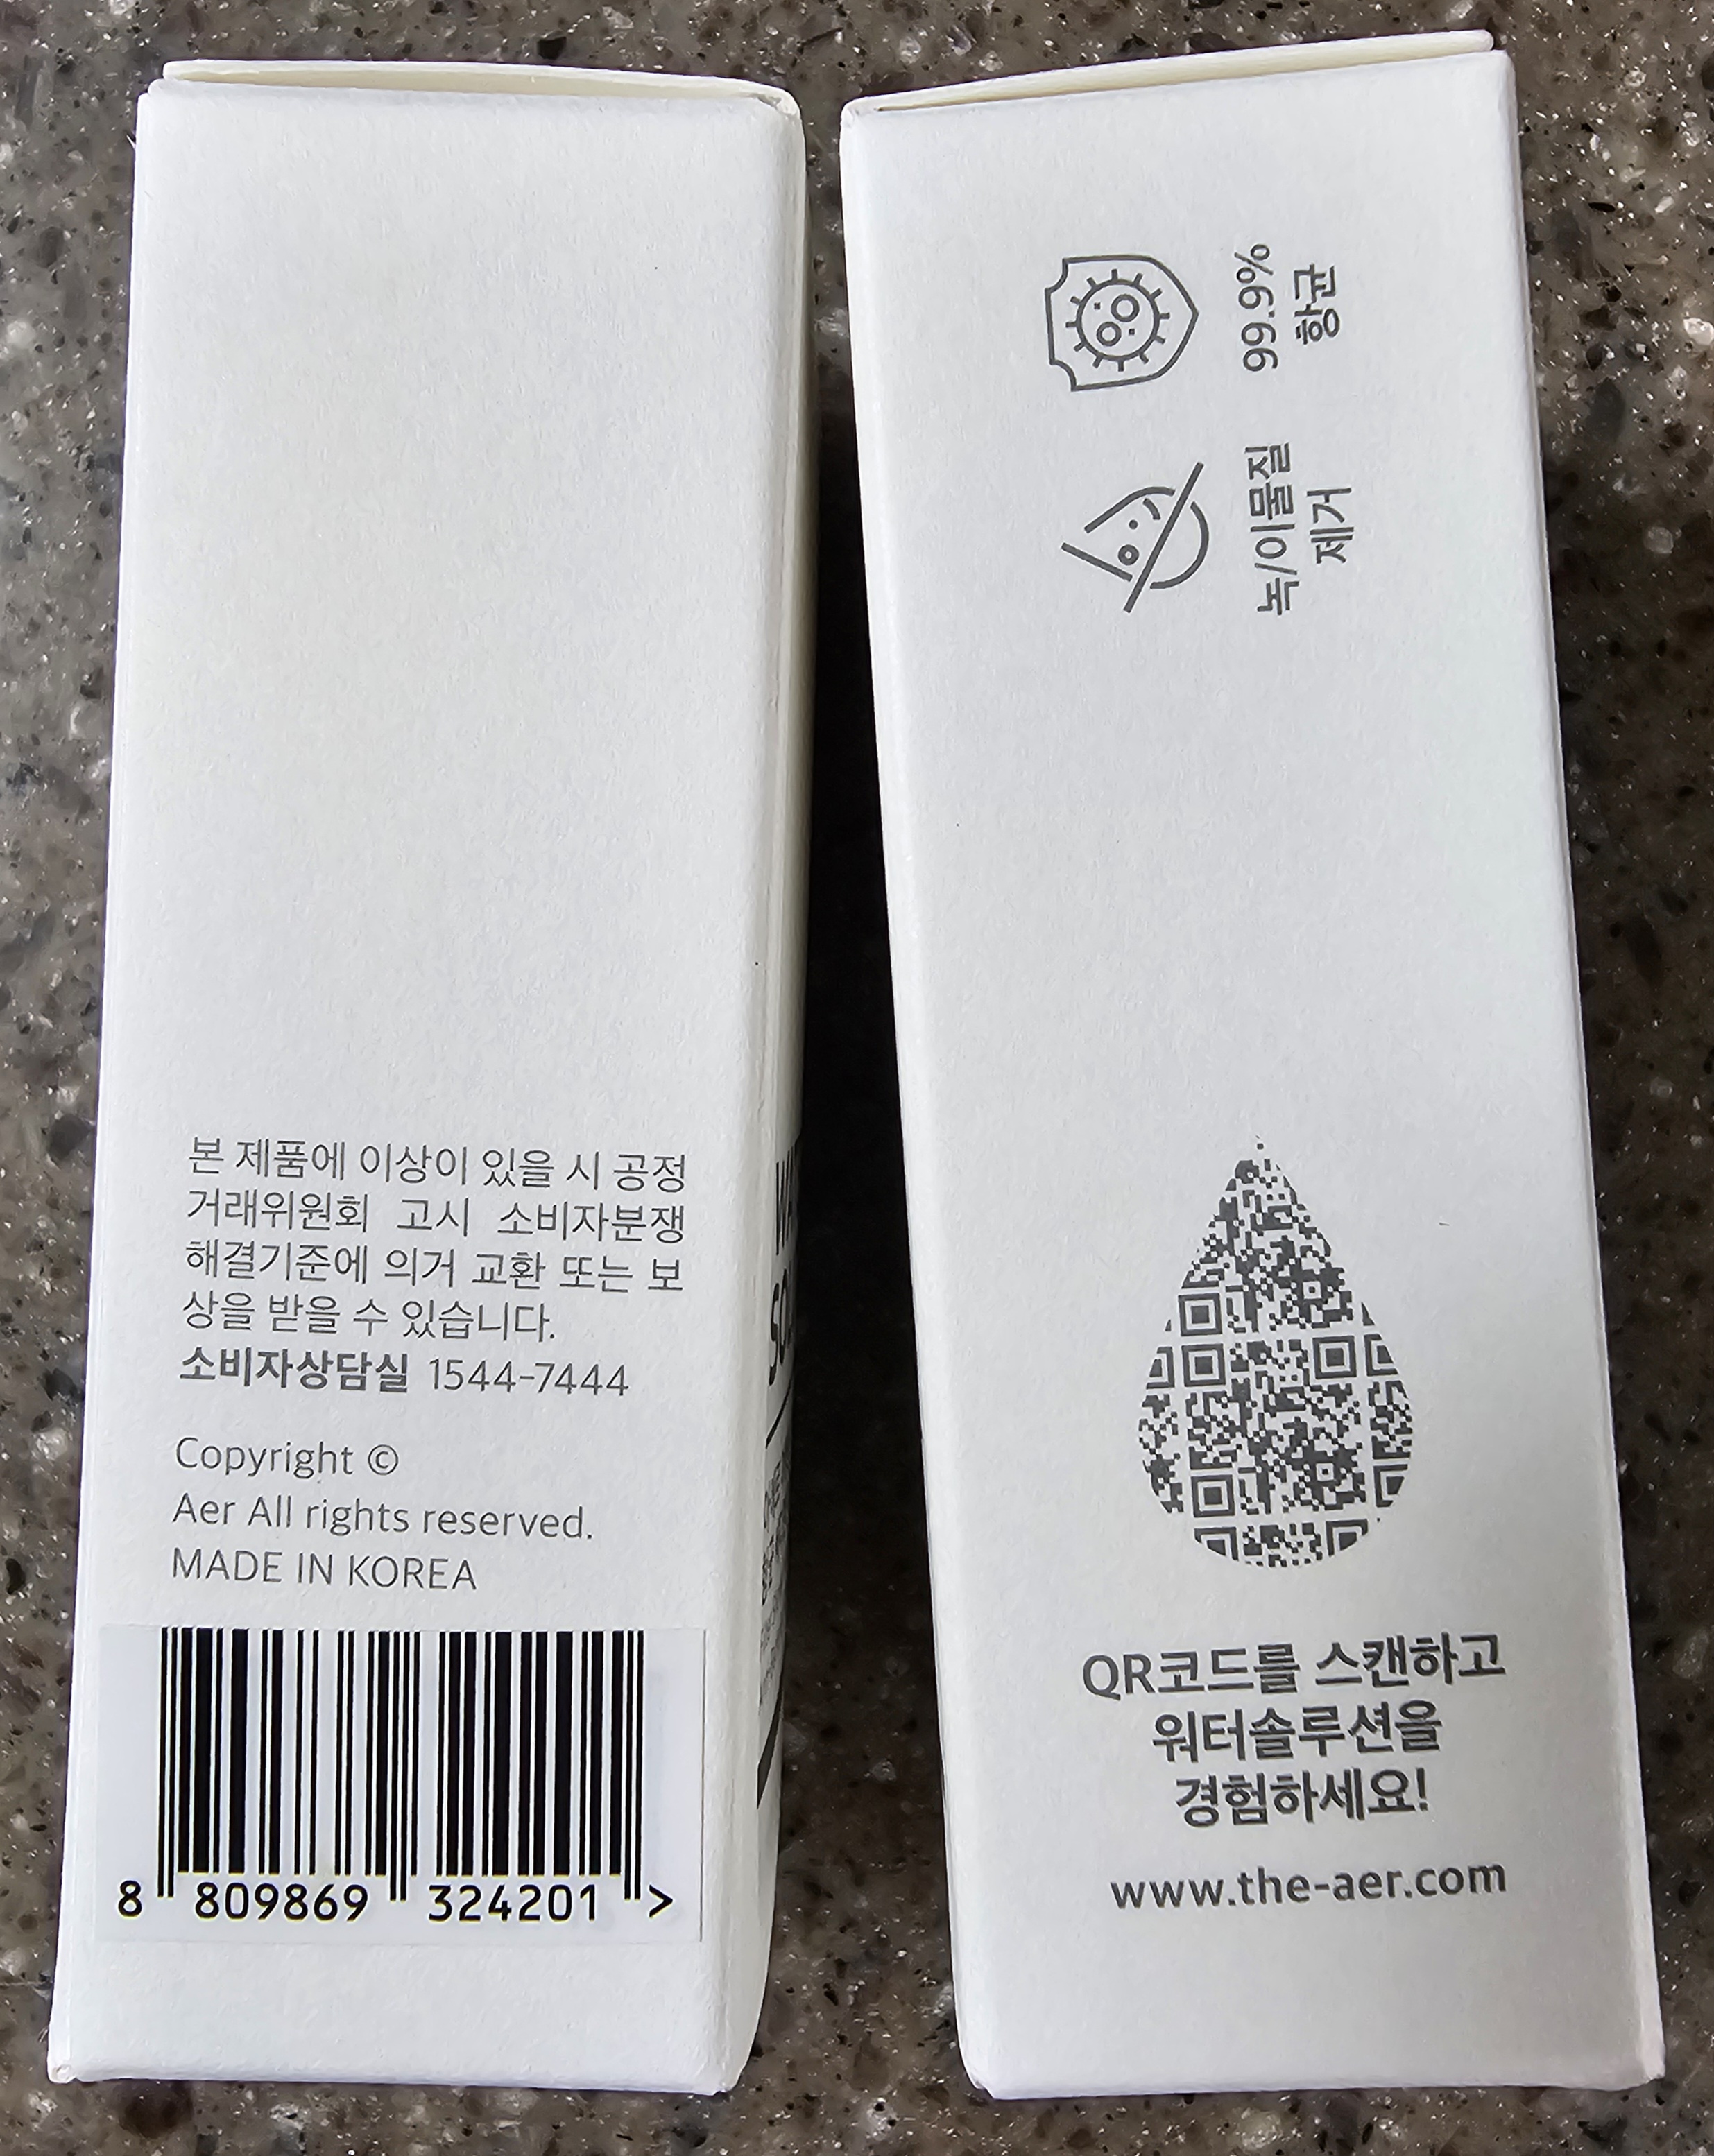 본 제품에 이상이 있을 시 공정
거래위원회 고시 소비자분쟁
해결기준에 의거 교환 또는 보
상을 받을 수 있습니다.
소비자상담실 1544-7444
Copyright ©
Aer All rights reserved.
MADE IN KOREA
8 809869 324201 >
99.9%
항균
녹/이물질
제거
QR코드를 스캔하고
워터솔루션을
경험하세요!
www.the-aer.com